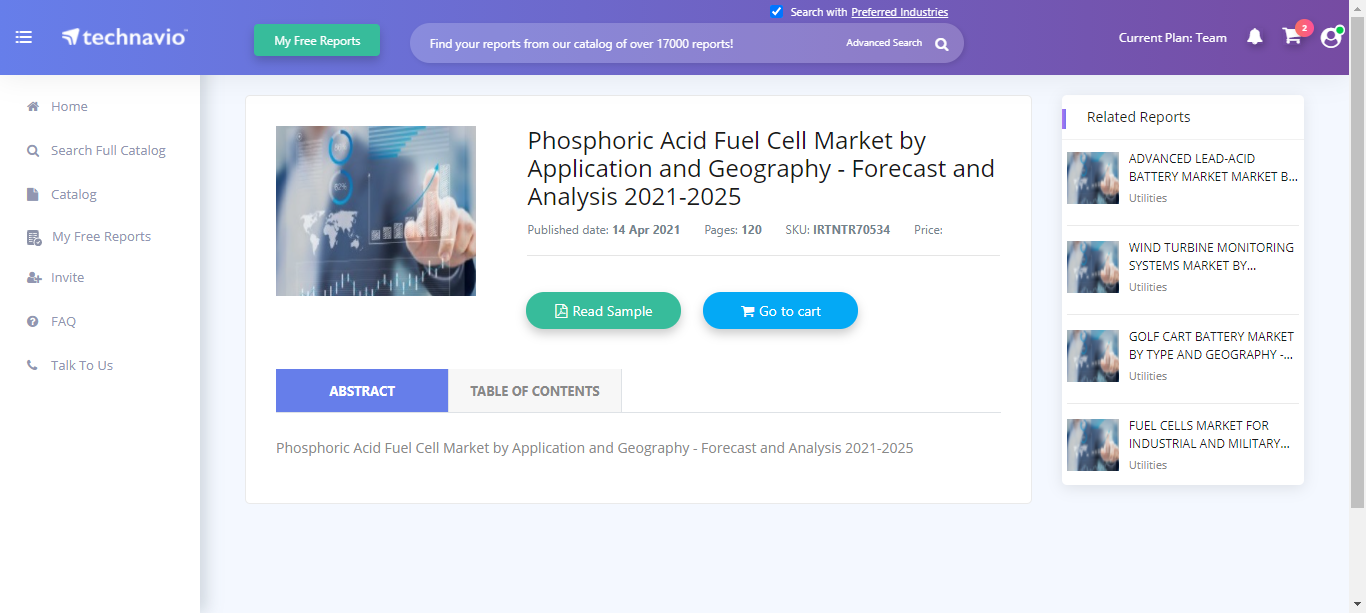 Search with Preferred Industries
technavio
My Free Reports
Find your reports from our catalog of over 17000 reports!
Advanced Search
Current Plan: Team
2
Home
Search Full Catalog
Catalog
My Free Reports
Invite
FAQ
Talk To Us
Phosphoric Acid Fuel Cell Market by
Application and Geography - Forecast and
Analysis 2021-2025
Published date: 14 Apr 2021 Pages: 120 SKU: IRTNTR70534 Price:
Read Sample
Go to cart
ABSTRACT
TABLE OF CONTENTS
Phosphoric Acid Fuel Cell Market by Application and Geography - Forecast and Analysis 2021-2025
Related Reports
ADVANCED LEAD-ACID
BATTERY MARKET MARKET B...
Utilities
WIND TURBINE MONITORING
SYSTEMS MARKET BY...
Utilities
GOLF CART BATTERY MARKET
BY TYPE AND GEOGRAPHY -...
Utilities
FUEL CELLS MARKET FOR
INDUSTRIAL AND MILITARY...
Utilities